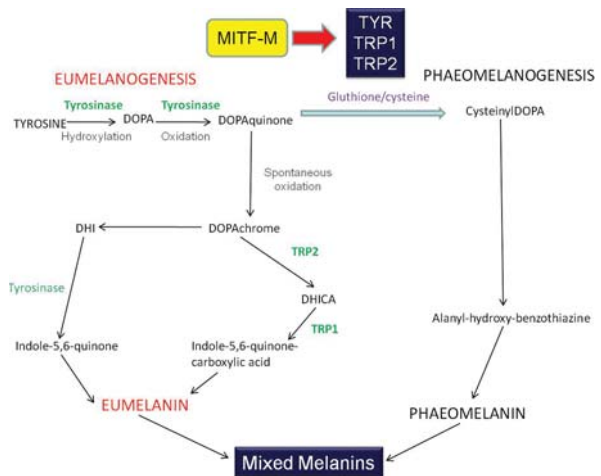 MITF-M
TYR
TRP1
TRP2
EUMELANOGENESIS
PHAEOMELANOGENESIS
Tyrosinase
Tyrosinase
Gluthione/cysteine
TYROSINE
DOPA
DOPAquinone
CysteinylDOPA
Hydroxylation
Oxidation
Spontaneous
oxidation
DHI
DOPAchrome
TRP2
Tyrosinase
DHICA
TRP1
Alanyl-hydroxy-benzothiazine
Indole-5,6-quinone
Indole-5,6-quinone-
carboxylic acid
EUMELANIN
PHAEOMELANIN
Mixed Melanins